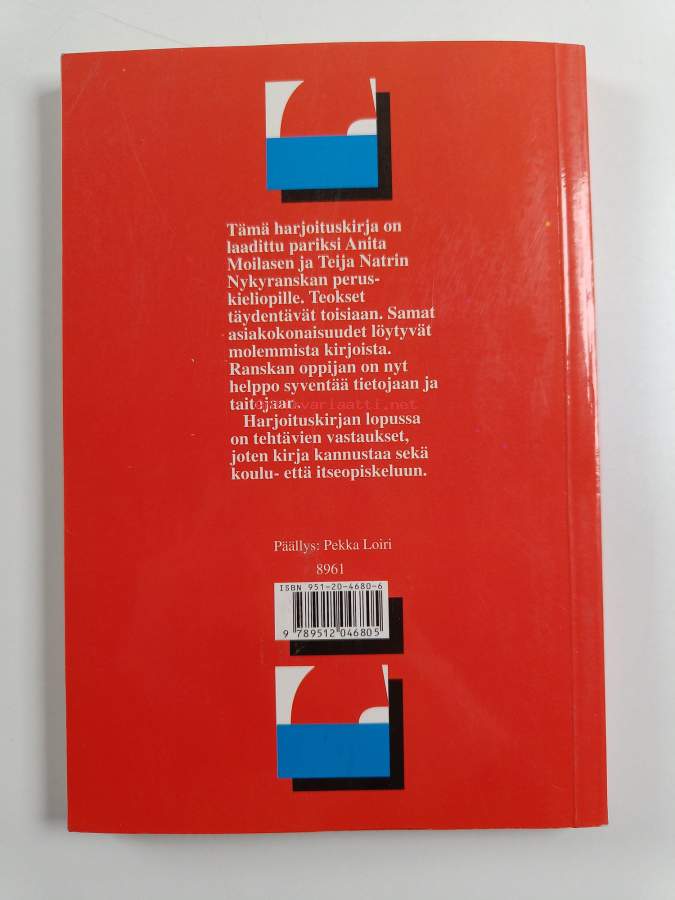 Tämä harjoituskirja on
laadittu pariksi Anita
Moilasen ja Teija Natrin
Nykyranskan perus-
kieliopille. Teokset
täydentävät toisiaan. Samat
asiakokonaisuudet löytyvät
molemmista kirjoista.
Ranskan oppijan on nyt
helppo syventää tietojaan ja
taitojaan.
Harjoituskirjan lopussa
on tehtävien vastaukset,
joten kirja kannustaa sekä
koulu- että itseopiskeluun.
Päällys: Pekka Loiri
8961
ISBN 951-20-4680-6
9 789512 046805